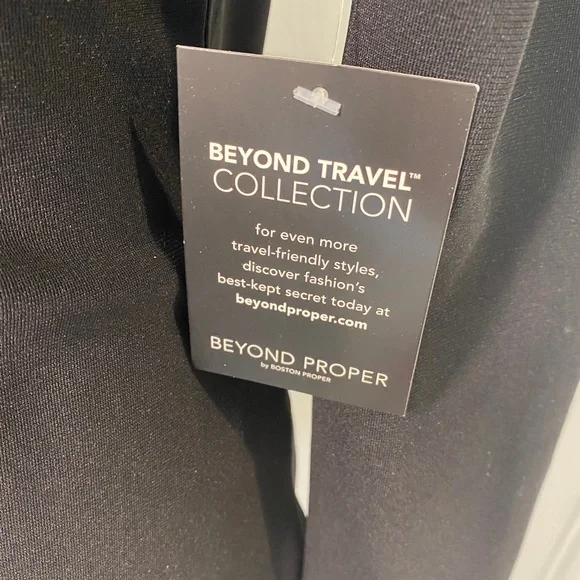 BEYOND TRAVEL™
COLLECTION
for even more
travel-friendly styles,
discover fashion's
best-kept secret today at
beyondproper.com
BEYOND PROPER
by BOSTON PROPER